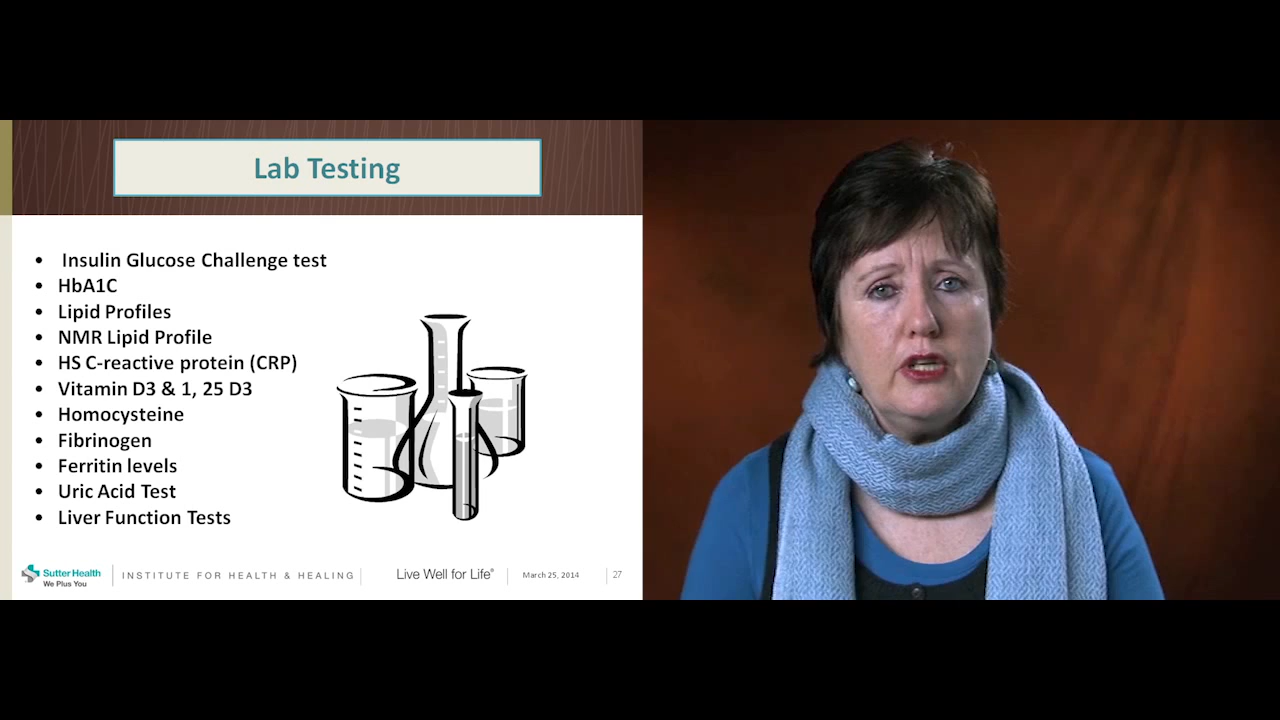 Lab Testing
• Insulin Glucose Challenge test
• HbA1C
• Lipid Profiles
• NMR Lipid Profile
• HS C-reactive protein (CRP)
• Vitamin D3 & 1, 25 D3
• Homocysteine
• Fibrinogen
• Ferritin levels
• Uric Acid Test
• Liver Function Tests
Sutter Health
We Plus You
INSTITUTE FOR HEALTH & HEALING
Live Well for Life®
March 25, 2014
27